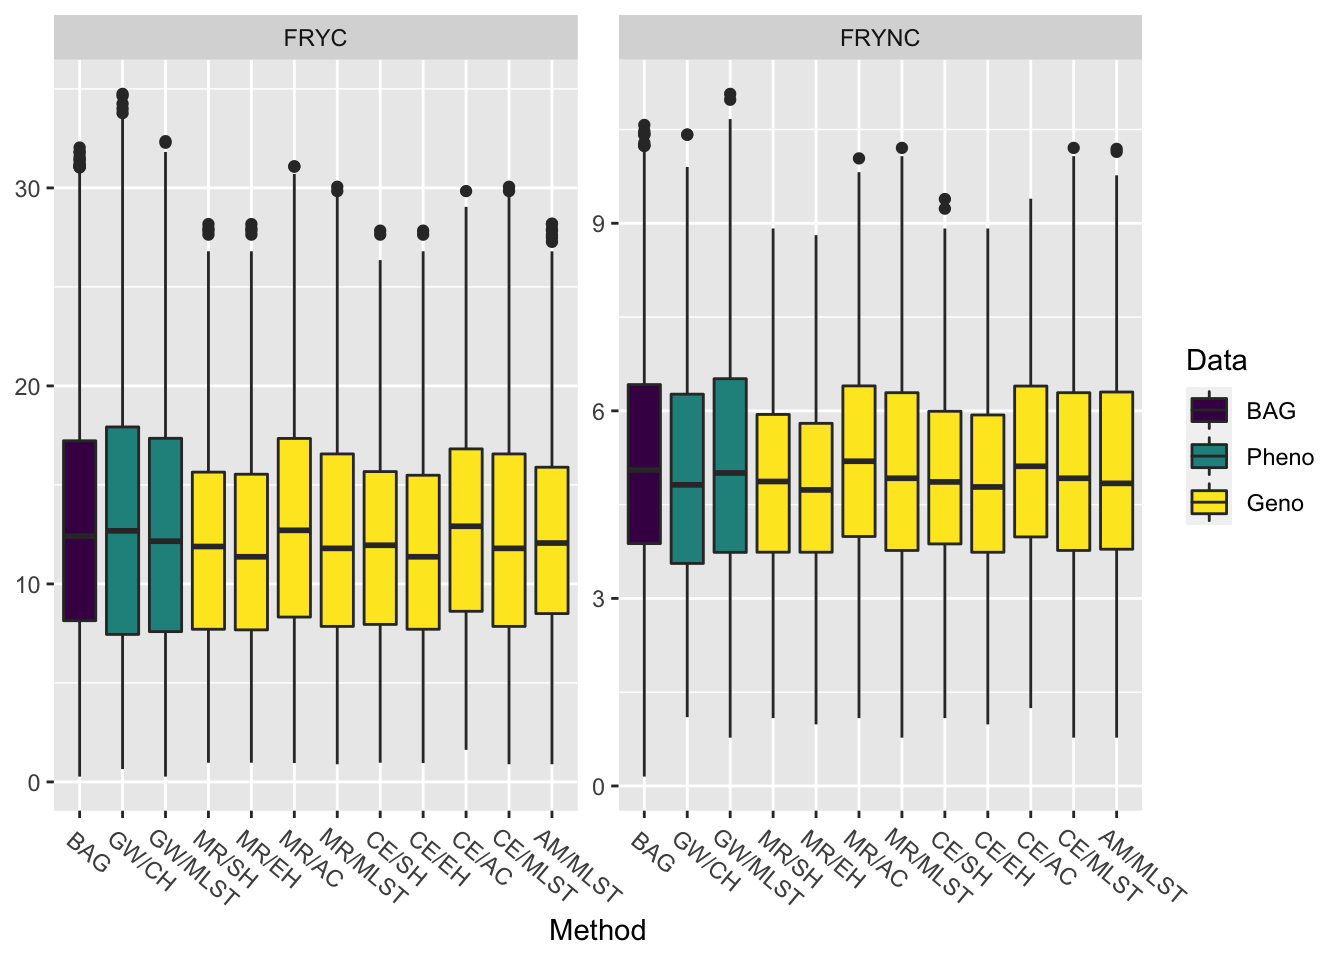 FRYC
FRYNC
30
20
10
0
9
6
3
0
BAG
GW/CH
GW/MLST
MR/SH
MR/EH
MR/AC
MR/MLST
CE/SH
CE/EH
CE/AC
CE/MLST
AM/MLST
BAG
GW/CH
GW/MLST
MR/SH
MR/EH
MR/AC
MR/MLST
CE/SH
CE/EH
CE/AC
CE/MLST
AM/MLST
Method
Data
BAG
Pheno
Geno